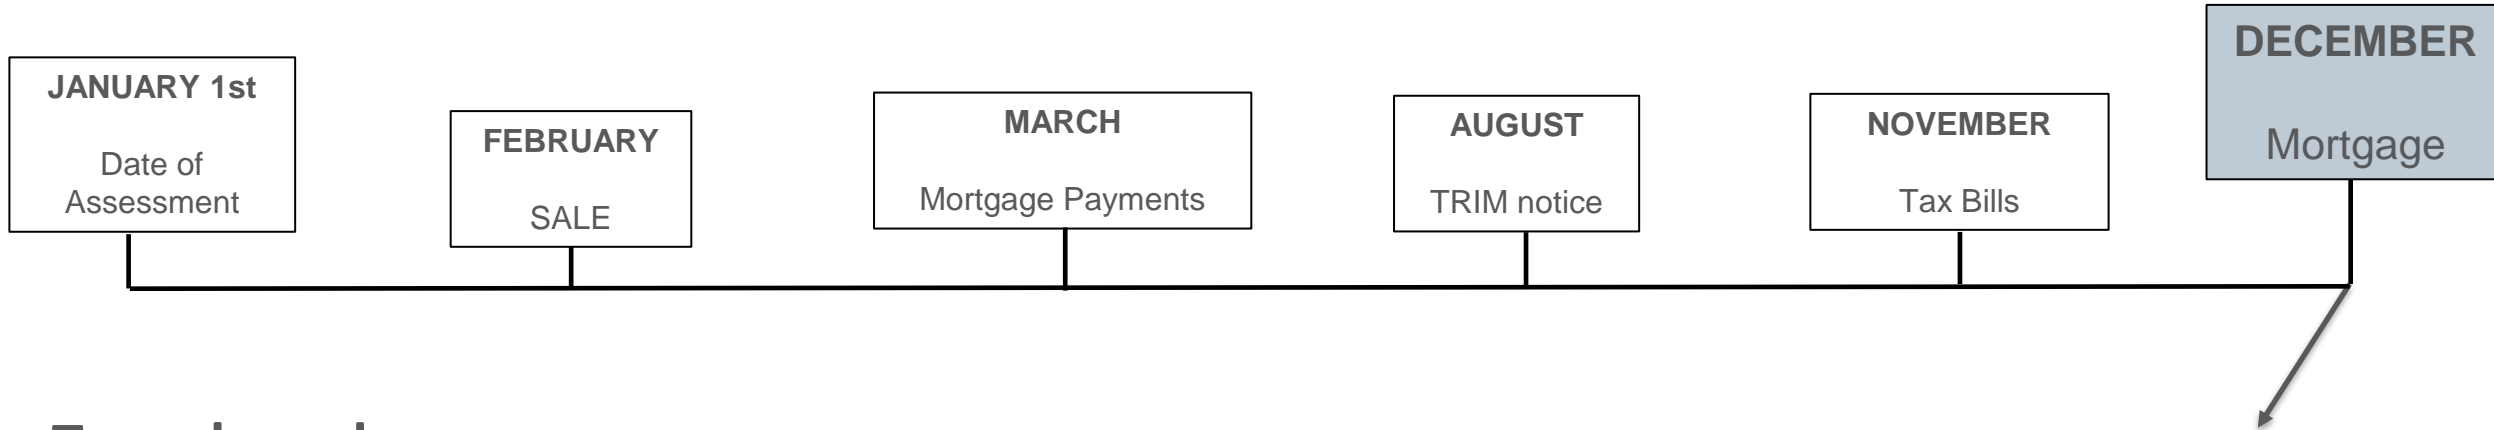 JANUARY 1st
Date of
Assessment
FEBRUARY
SALE
MARCH
Mortgage Payments
AUGUST
TRIM notice
NOVEMBER
Tax Bills
DECEMBER
Mortgage